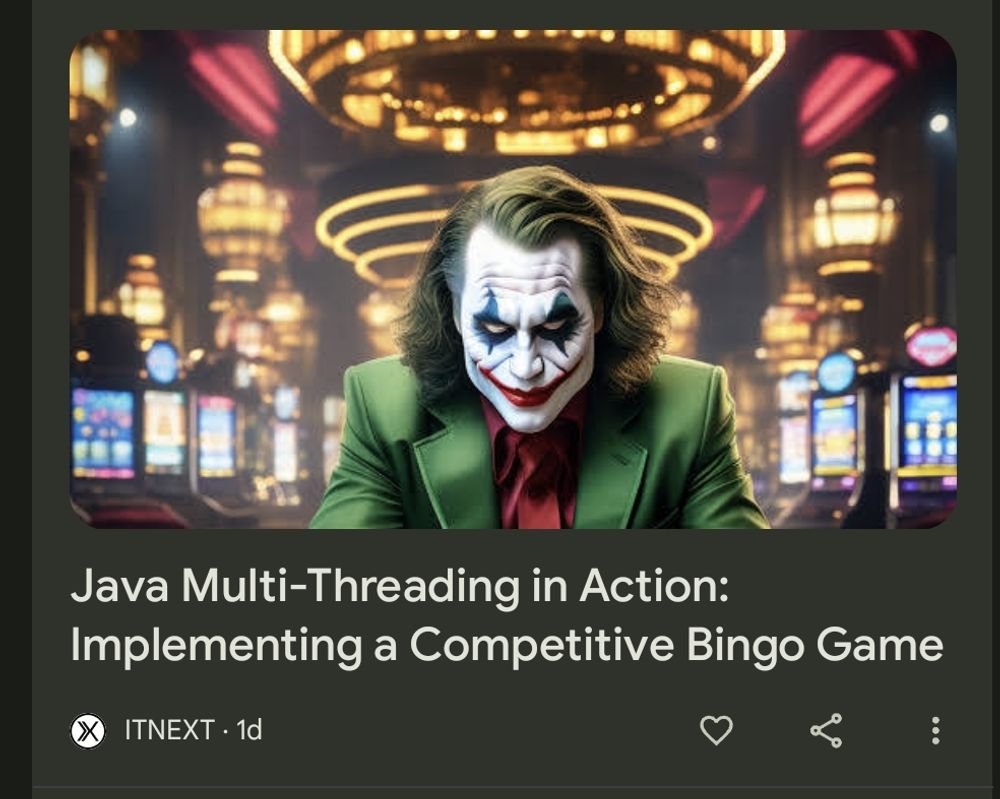 Java Multi-Threading in Action:
Implementing a Competitive Bingo Game
ITNEXT · 1d